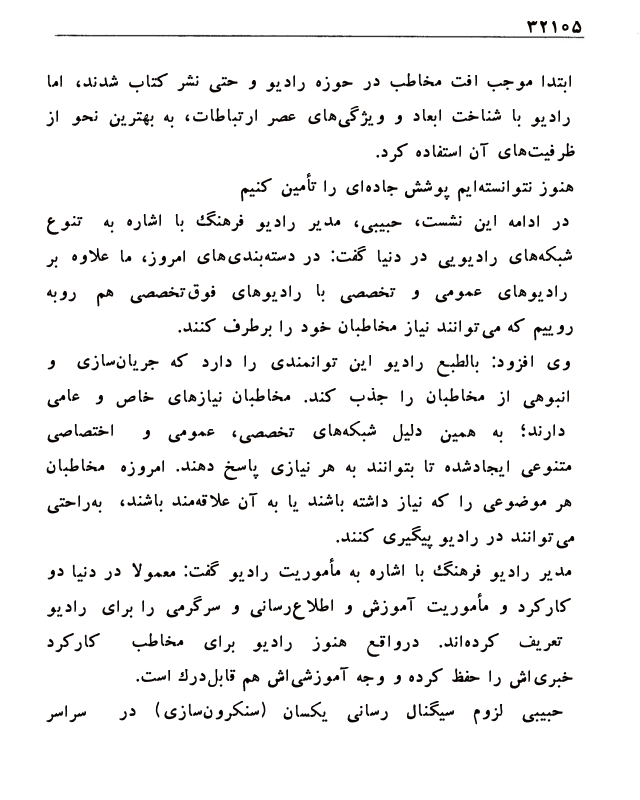 ۳۲۱۰۵
ابتدا موجب افت مخاطب در حوزه رادیو و حتی نشر کتاب شدند، اما
رادیو با شناخت ابعاد و ویژگی‌های عصر ارتباطات، به بهترین نحو از
ظرفیت‌های آن استفاده کرد.
هنوز نتوانسته‌ایم پوشش جاده‌ای را تأمین کنیم
در ادامه این نشست، حبیبی، مدیر رادیو فرهنگ با اشاره به تنوع
شبکه‌های رادیویی در دنیا گفت: در دسته‌بندی‌های امروز، ما علاوه بر
رادیوهای عمومی و تخصصی با رادیوهای فوق‌تخصصی هم روبه
روییم که می‌توانند نیاز مخاطبان خود را برطرف کنند.
وی افزود: بالطبع رادیو این توانمندی را دارد که جریان‌سازی و
انبوهی از مخاطبان را جذب کند. مخاطبان نیازهای خاص و عامی
دارند؛ به همین دلیل شبکه‌های تخصصی، عمومی و اختصاصی
متنوعی ایجادشده تا بتوانند به هر نیازی پاسخ دهند. امروزه مخاطبان
هر موضوعی را که نیاز داشته باشند یا به آن علاقه‌مند باشند، به‌راحتی
می‌توانند در رادیو پیگیری کنند.
مدیر رادیو فرهنگ با اشاره به مأموریت رادیو گفت: معمولا در دنیا دو
کارکرد و مأموریت آموزش و اطلاع‌رسانی و سرگرمی را برای رادیو
تعریف کرده‌اند. درواقع هنوز رادیو برای مخاطب کارکرد
خبری‌اش را حفظ کرده و وجه آموزشی‌اش هم قابل‌درك است.
حبیبی لزوم سیگنال رسانی یکسان (سنکرون‌سازی) در سراسر